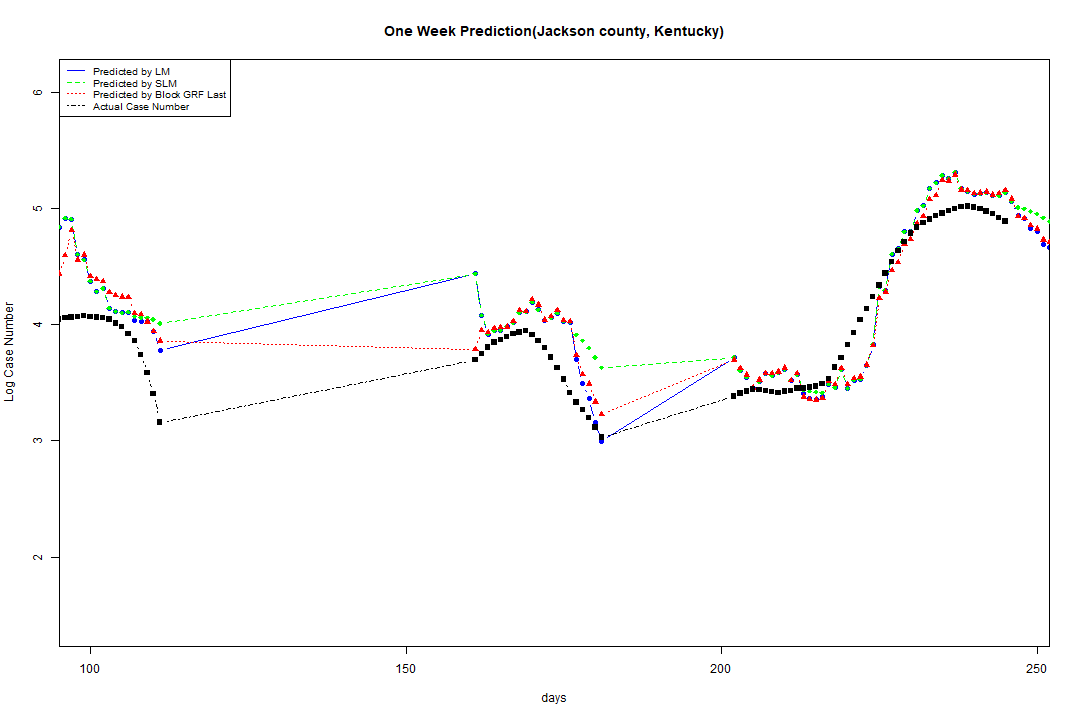 One Week Prediction(Jackson county, Kentucky)
Predicted by LM
Predicted by SLM
Predicted by Block GRF Last
Actual Case Number
6
5
4
3
2
Log Case Number
100 150 200 250
days